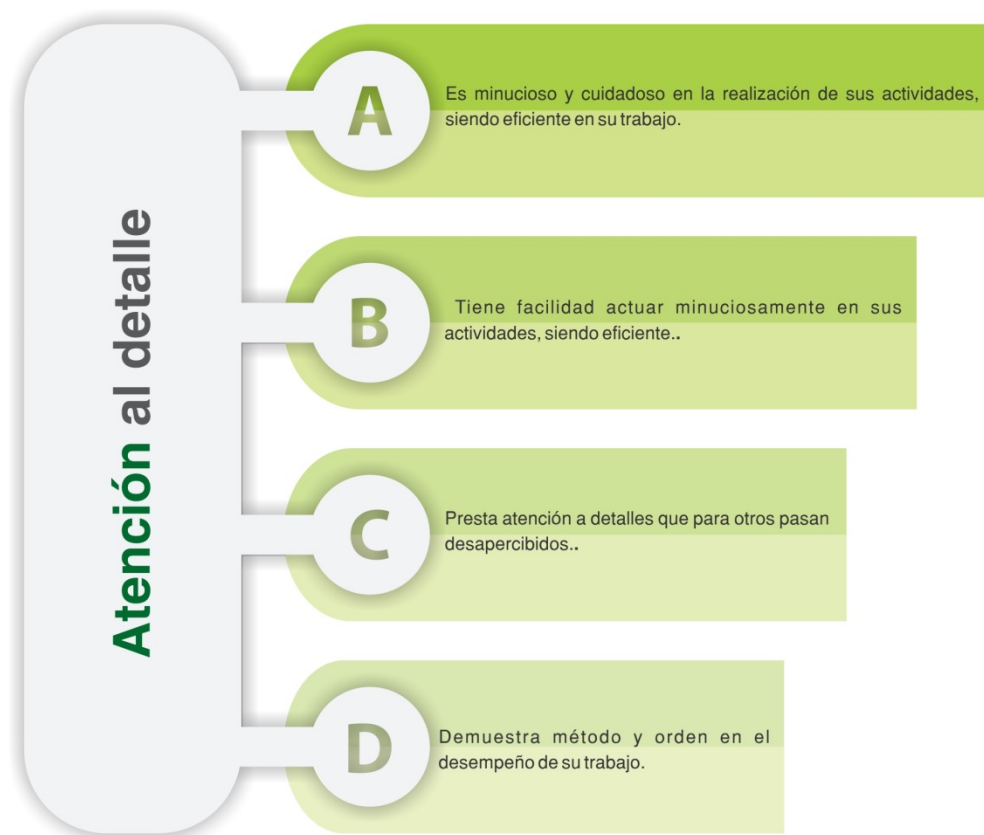 Atención al detalle
A
Es minucioso y cuidadoso en la realización de sus actividades,
siendo eficiente en su trabajo.
B
Tiene facilidad actuar minuciosamente en sus
actividades, siendo eficiente..
C
Presta atención a detalles que para otros pasan
desapercibidos..
D
Demuestra método y orden en el
desempeño de su trabajo.